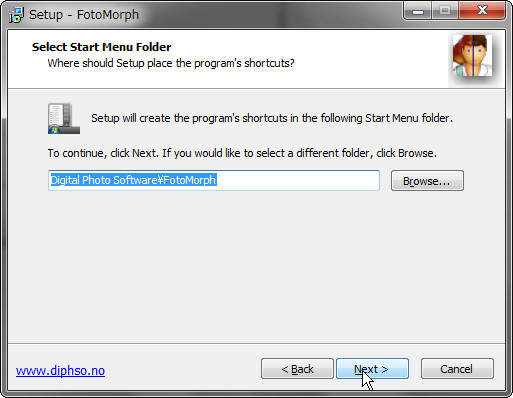 Setup - FotoMorph
Select Start Menu Folder
Where should Setup place the program's shortcuts?
Setup will create the program's shortcuts in the following Start Menu folder.
To continue, click Next. If you would like to select a different folder, click Browse.
Digital Photo Software¥FotoMorph
Browse...
www.diphso.no
< Back
Next >
Cancel